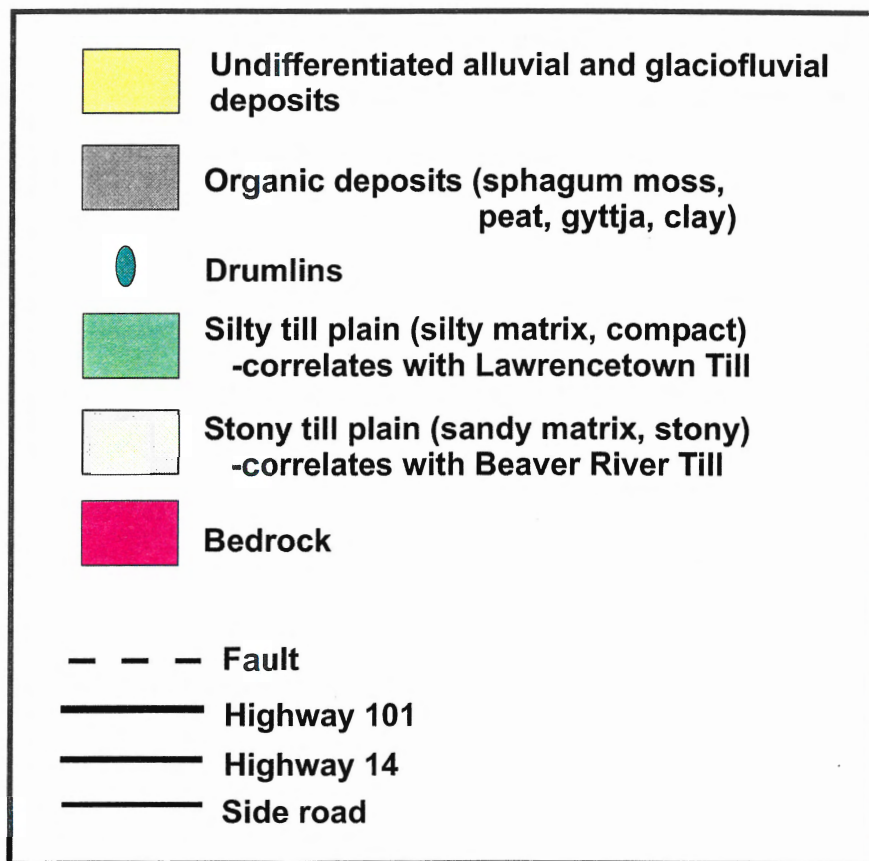 Undifferentiated alluvial and glaciofluvial
deposits
Organic deposits (sphagum moss,
peat, gyttja, clay)
Drumlins
Silty till plain (silty matrix, compact)
-correlates with Lawrencetown Till
Stony till plain (sandy matrix, stony)
-correlates with Beaver River Till
Bedrock
Fault
Highway 101
Highway 14
Side road